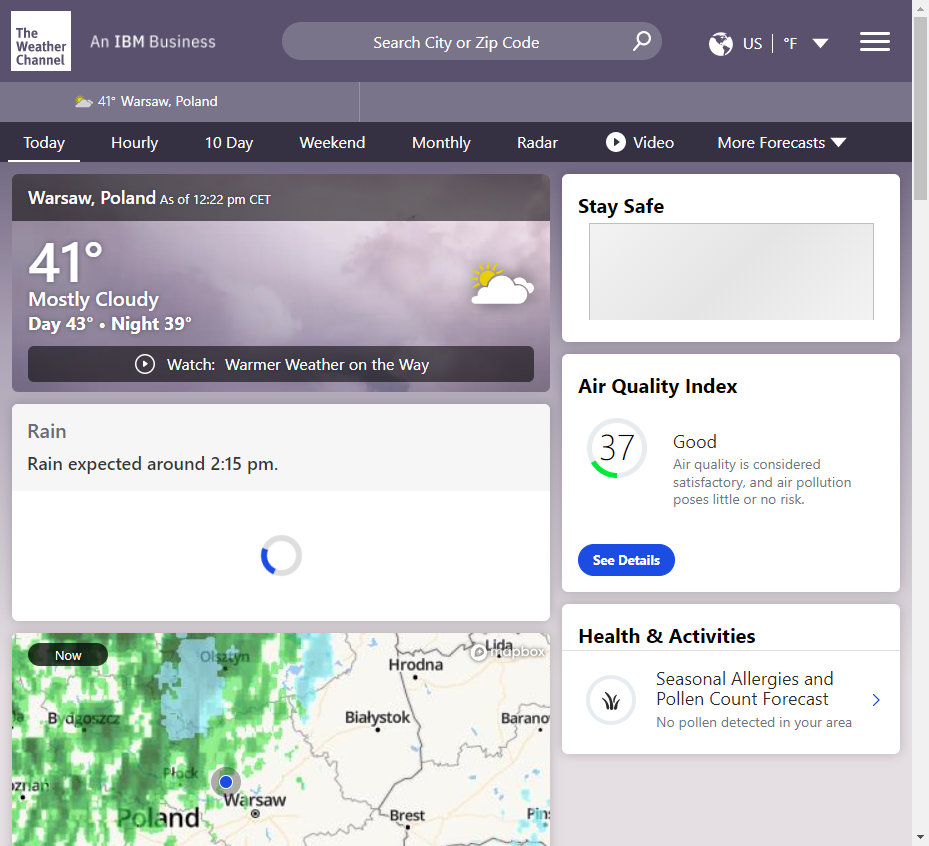 The
Weather
Channel
An IBM Business
Search City or Zip Code
US
°F
41° Warsaw, Poland
Today
Hourly
10 Day
Weekend
Monthly
Radar
Video
More Forecasts
Warsaw, Poland As of 12:22 pm CET
41°
Mostly Cloudy
Day 43° • Night 39°
Watch: Warmer Weather on the Way
Rain
Rain expected around 2:15 pm.
Now
Olsztyn
Lida
mapbox
Hrodna
Bydgoszcz
Białystok
Barano
Płock
znań
Warsaw
Poland
Brest
Pins
Stay Safe
Air Quality Index
37
Good
Air quality is considered
satisfactory, and air pollution
poses little or no risk.
See Details
Health & Activities
Seasonal Allergies and
Pollen Count Forecast
No pollen detected in your area